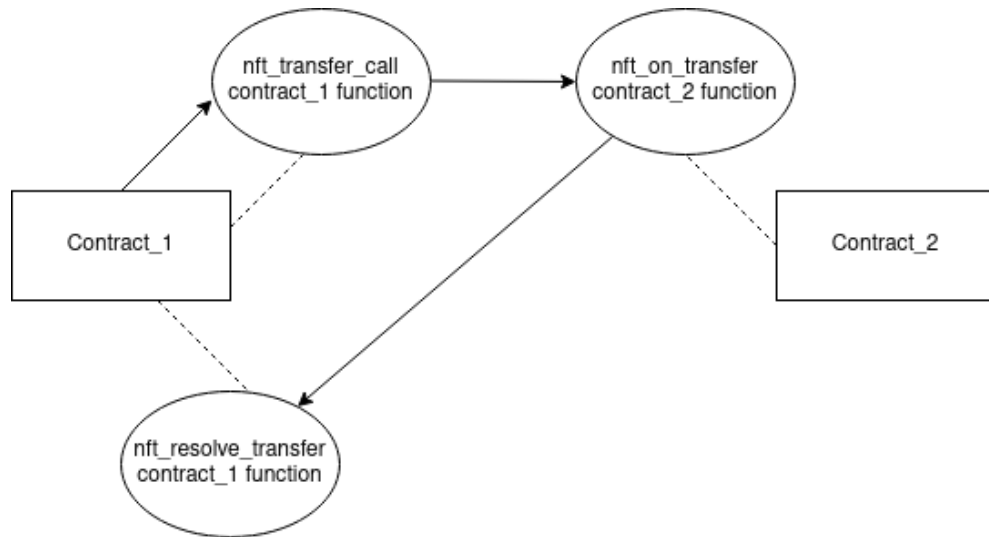 nft_transfer_call
contract_1 function
nft_on_transfer
contract_2 function
Contract_1
Contract_2
nft_resolve_transfer
contract_1 function